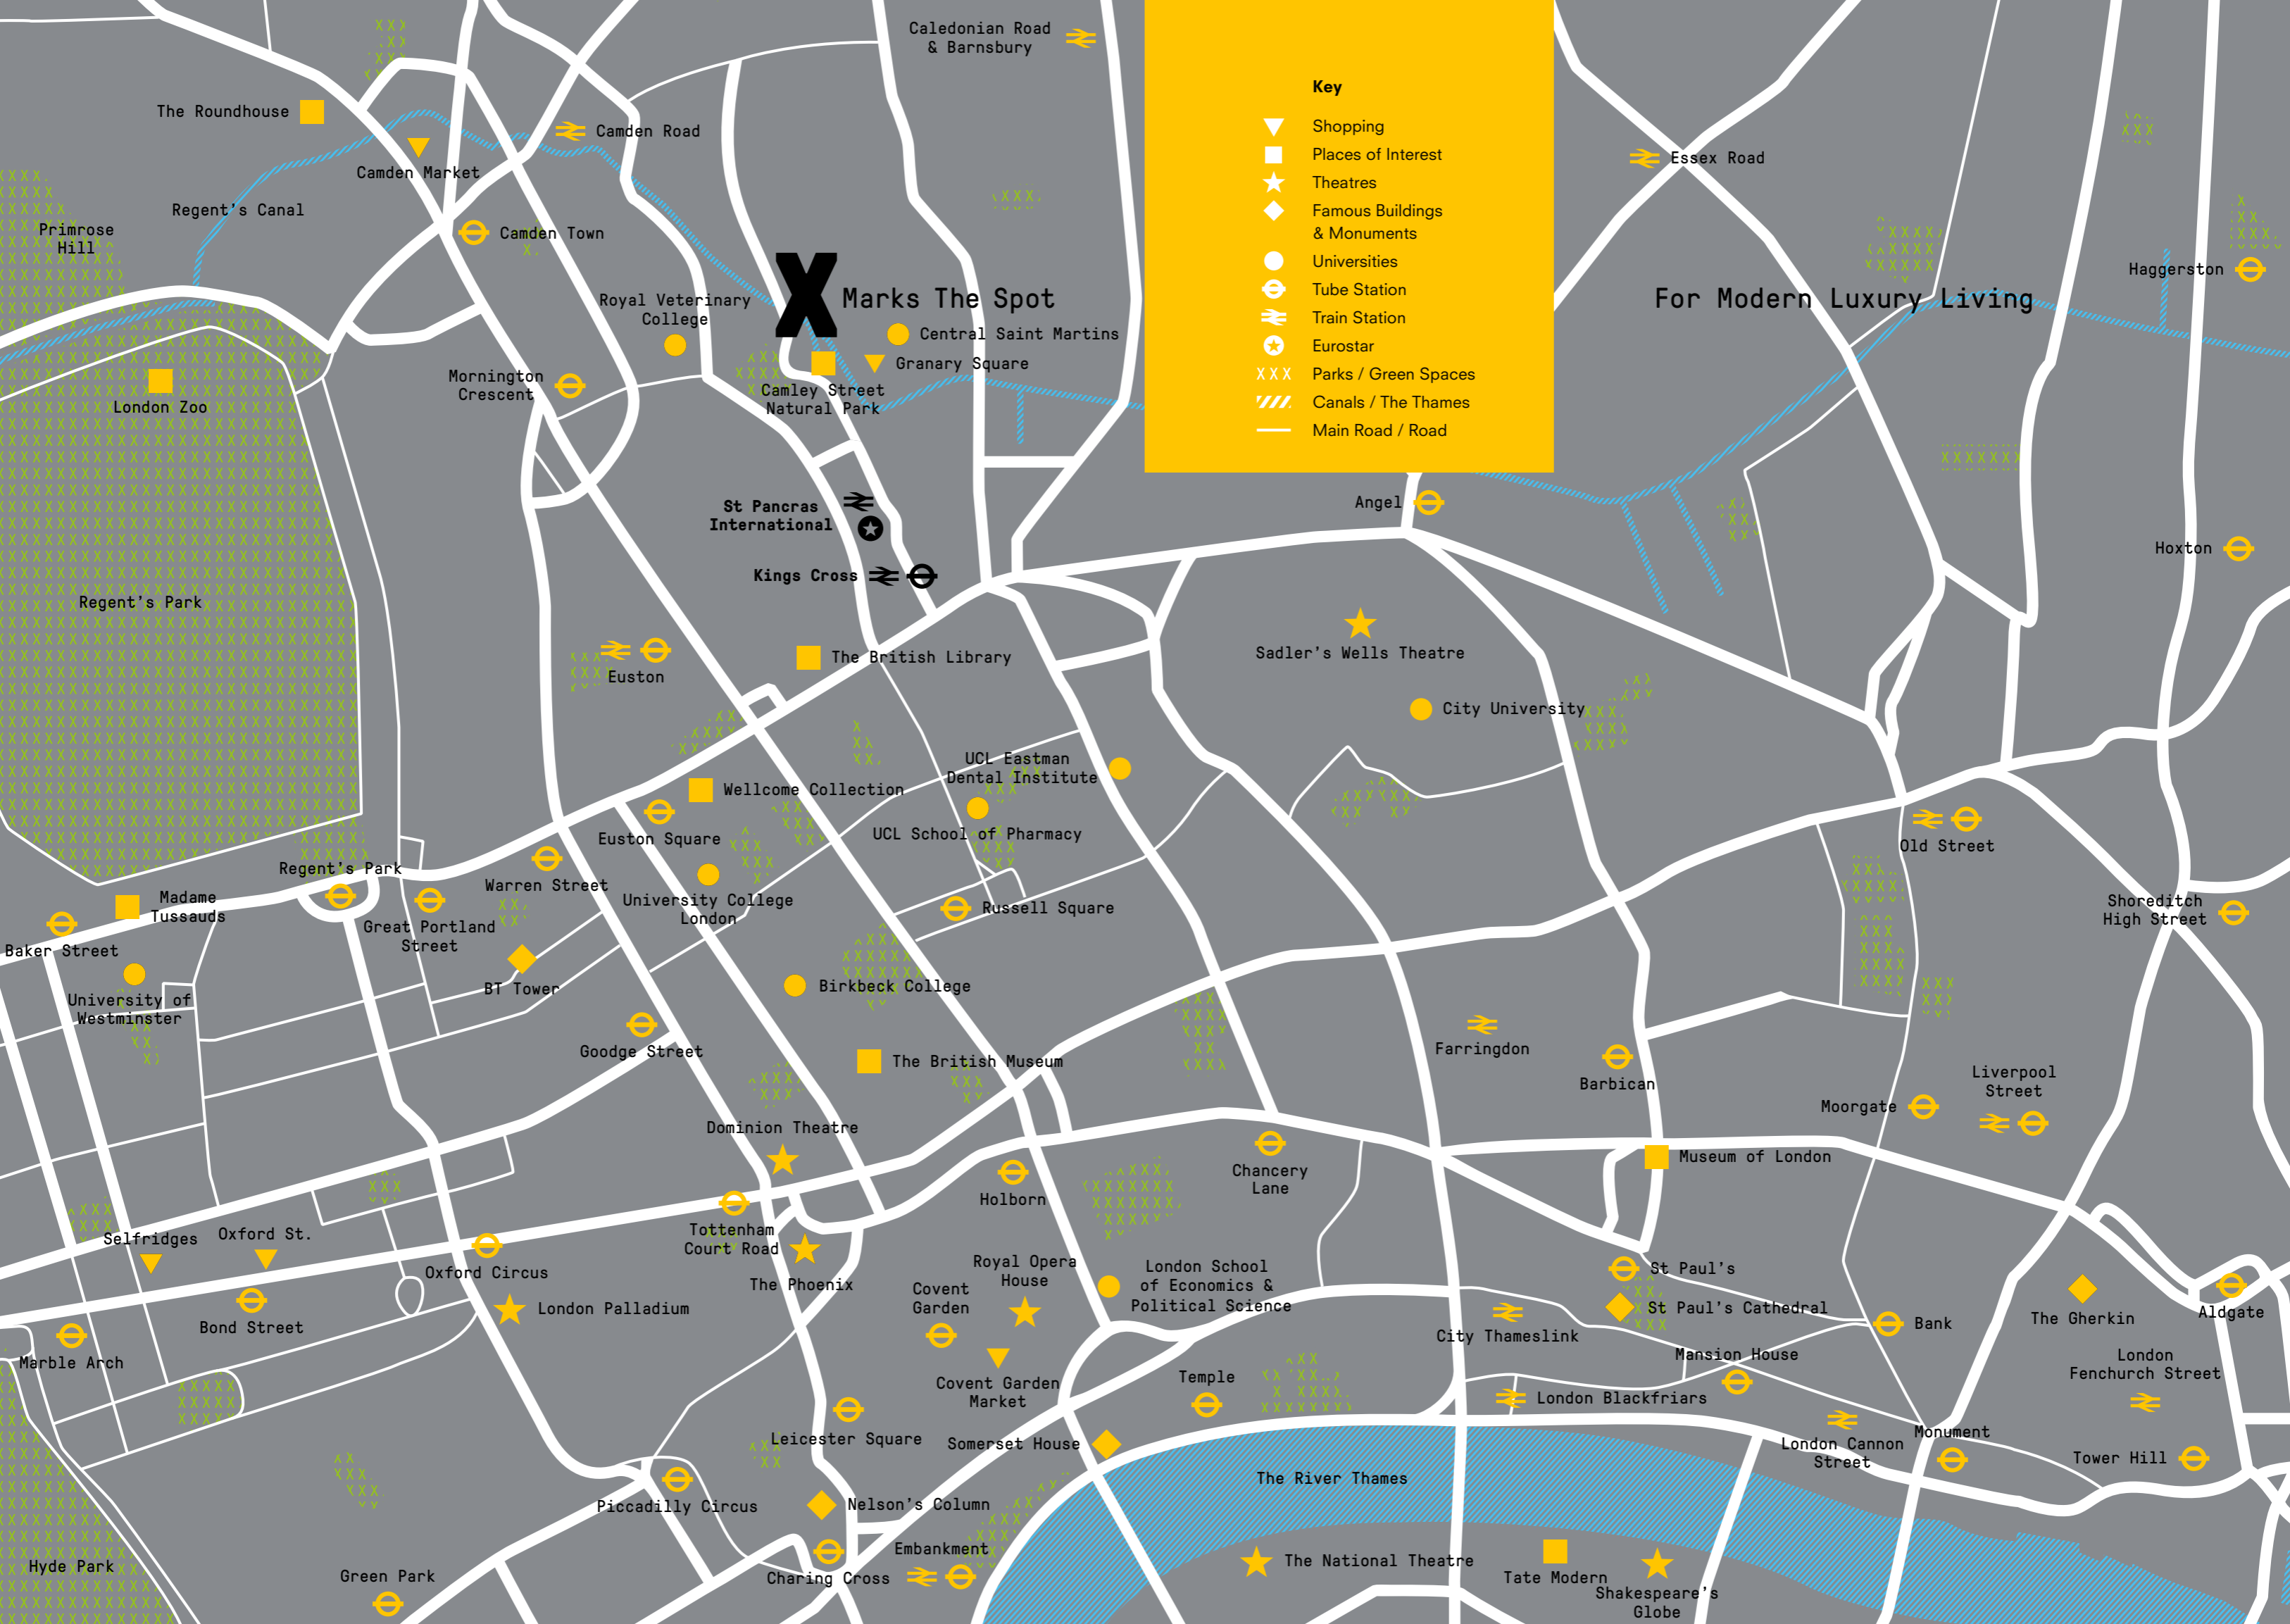 Caledonian Road
& Barnsbury
Key
Shopping
Places of Interest
Theatres
Famous Buildings
& Monuments
Universities
Tube Station
Train Station
Eurostar
XXX
Parks / Green Spaces
Canals / The Thames
Main Road / Road
The Roundhouse
Camden Road
Camden Market
Essex Road
Regent's Canal
Primrose
Hill
Camden Town
Haggerston
X
Marks The Spot
For Modern Luxury Living
Royal Veterinary
College
Central Saint Martins
Granary Square
Camley Street
Natural Park
Mornington
Crescent
London Zoo
St Pancras
International
Angel
Kings Cross
Hoxton
Regent's Park
Euston
The British Library
Sadler's Wells Theatre
City University
UCL Eastman
Dental Institute
Wellcome Collection
Euston Square
UCL School of Pharmacy
Old Street
Regent's Park
Warren Street
Madame
Tussauds
University College
London
Russell Square
Great Portland
Street
Shoreditch
High Street
Baker Street
BT Tower
Birkbeck College
University of
Westminster
Goodge Street
The British Museum
Farringdon
Barbican
Liverpool
Street
Moorgate
Dominion Theatre
Museum of London
Chancery
Lane
Holborn
Selfridges
Oxford St.
Tottenham
Court Road
Oxford Circus
The Phoenix
Royal Opera
House
London School
of Economics &
Political Science
St Paul's
Covent
Garden
London Palladium
St Paul's Cathedral
The Gherkin
Aldgate
Bond Street
City Thameslink
Bank
Marble Arch
Mansion House
London
Fenchurch Street
Covent Garden
Market
Temple
London Blackfriars
Leicester Square
Somerset House
London Cannon
Street
Monument
Tower Hill
The River Thames
Piccadilly Circus
Nelson's Column
Embankment
Charing Cross
The National Theatre
Tate Modern
Shakespeare's
Globe
Hyde Park
Green Park